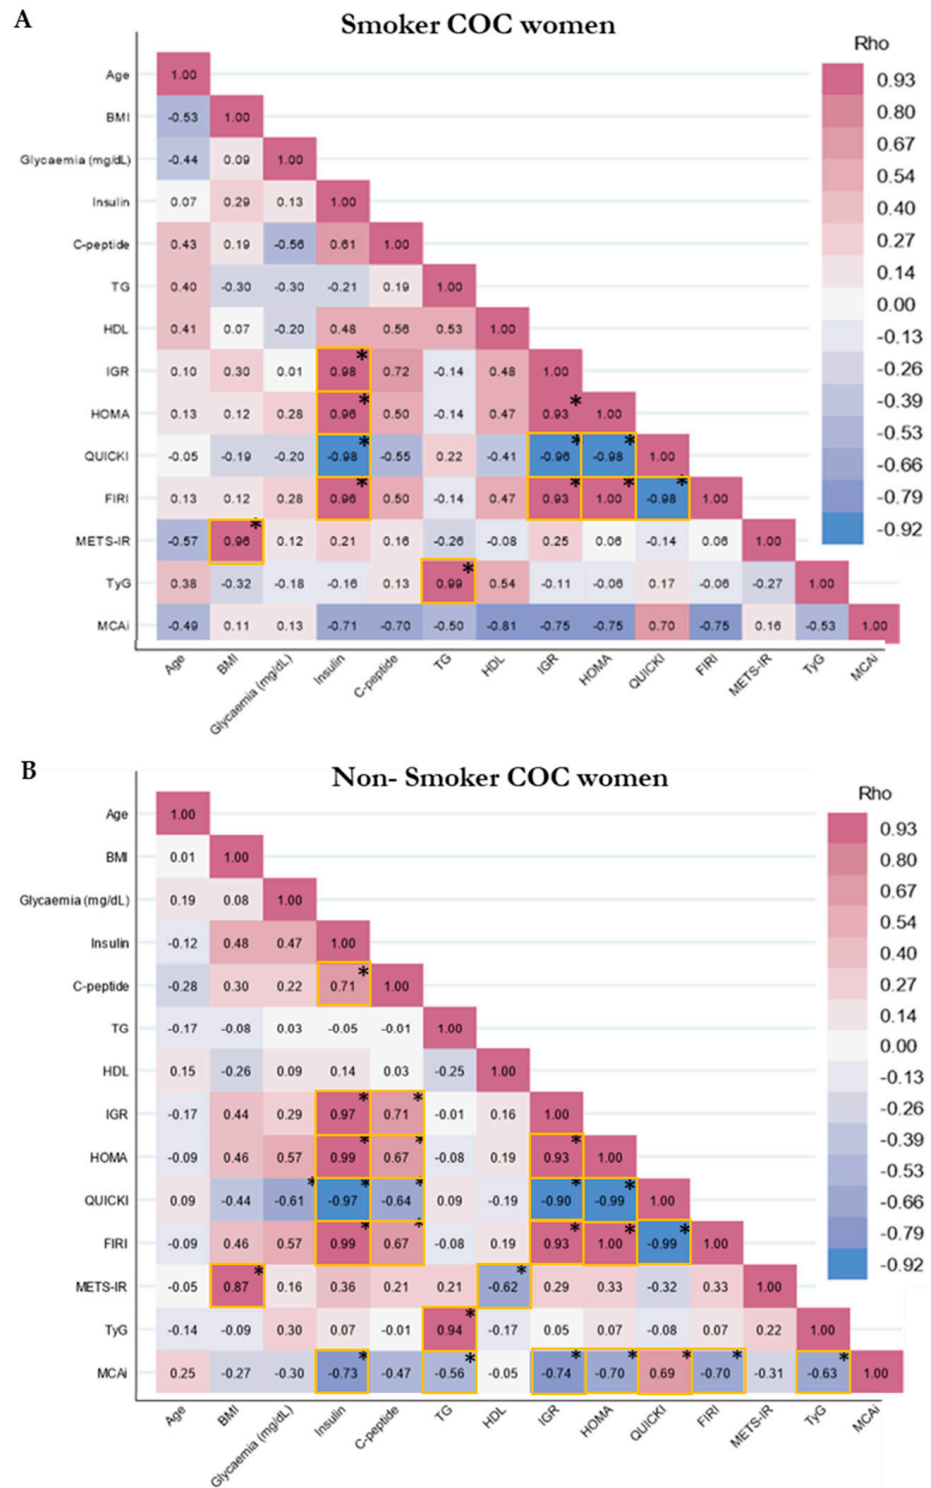 A
Smoker COC women
Rho
Age 1.00
BMI -0.53 1.00
Glycaemia (mg/dL) -0.44 0.09 1.00
Insulin 0.07 0.29 0.13 1.00
C-peptide 0.43 0.19 -0.56 0.61 1.00
TG 0.40 -0.30 -0.30 -0.21 0.19 1.00
HDL 0.41 0.07 -0.20 0.48 0.56 0.53 1.00
IGR 0.10 0.30 0.01 0.98* 0.72 -0.14 0.48 1.00
HOMA 0.13 0.12 0.28 0.96* 0.50 -0.14 0.47 0.93* 1.00
QUICKI -0.05 -0.19 -0.20 -0.98* -0.55 0.22 -0.41 -0.96* -0.98* 1.00
FIRI 0.13 0.12 0.28 0.96* 0.50 -0.14 0.47 0.93* 1.00* -0.98* 1.00
METS-IR -0.57 0.96* 0.12 0.21 0.16 -0.26 -0.08 0.25 0.06 -0.14 0.06 1.00
TyG 0.38 -0.32 -0.18 -0.16 0.13 0.99* 0.54 -0.11 -0.06 0.17 -0.06 -0.27 1.00
MCAi -0.49 0.11 0.13 -0.71 -0.70 -0.50 -0.81 -0.75 -0.75 0.70 -0.75 0.16 -0.53 1.00
Age BMI Glycaemia (mg/dL) Insulin C-peptide TG HDL IGR HOMA QUICKI FIRI METS-IR TyG MCAi
0.93
0.80
0.67
0.54
0.40
0.27
0.14
0.00
-0.13
-0.26
-0.39
-0.53
-0.66
-0.79
-0.92
B
Non- Smoker COC women
Rho
Age 1.00
BMI 0.01 1.00
Glycaemia (mg/dL) 0.19 0.08 1.00
Insulin -0.12 0.48 0.47 1.00
C-peptide -0.28 0.30 0.22 0.71* 1.00
TG -0.17 -0.08 0.03 -0.05 -0.01 1.00
HDL 0.15 -0.26 0.09 0.14 0.03 -0.25 1.00
IGR -0.17 0.44 0.29 0.97* 0.71* -0.01 0.16 1.00
HOMA -0.09 0.46 0.57 0.99* 0.67* -0.08 0.19 0.93* 1.00
QUICKI 0.09 -0.44 -0.61* -0.97* -0.64* 0.09 -0.19 -0.90* -0.99* 1.00
FIRI -0.09 0.46 0.57 0.99* 0.67* -0.08 0.19 0.93* 1.00* -0.99* 1.00
METS-IR -0.05 0.87* 0.16 0.36 0.21 0.21 -0.62* 0.29 0.33 -0.32 0.33 1.00
TyG -0.14 -0.09 0.30 0.07 -0.01 0.94* -0.17 0.05 0.07 -0.08 0.07 0.22 1.00
MCAi 0.25 -0.27 -0.30 -0.73* -0.47 -0.56* -0.05 -0.74* -0.70* 0.69* -0.70* -0.31 -0.63* 1.00
Age BMI Glycaemia (mg/dL) Insulin C-peptide TG HDL IGR HOMA QUICKI FIRI METS-IR TyG MCAi
0.93
0.80
0.67
0.54
0.40
0.27
0.14
0.00
-0.13
-0.26
-0.39
-0.53
-0.66
-0.79
-0.92